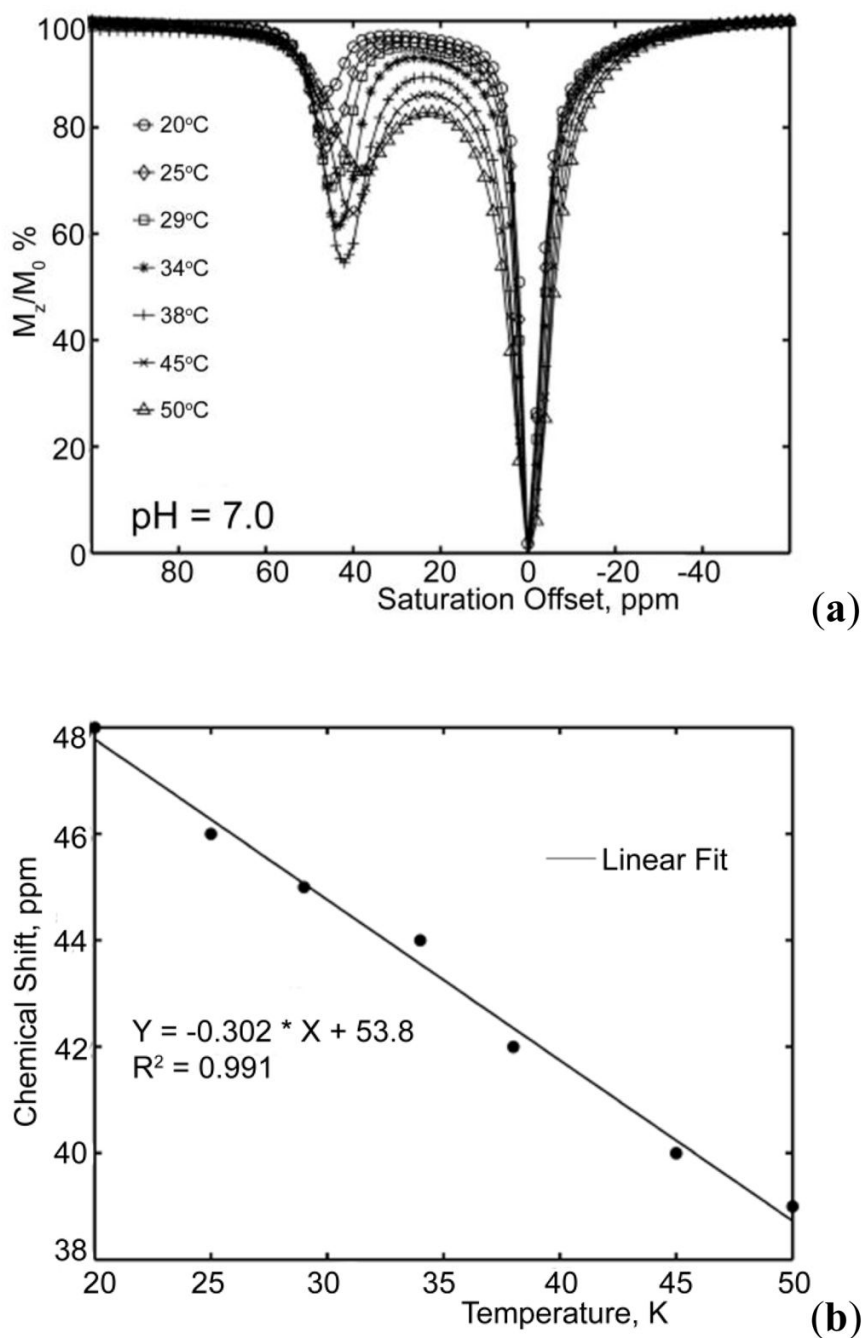 100
80
60
40
20
0
M_z/M_0 %
20°C
25°C
29°C
34°C
38°C
45°C
50°C
pH = 7.0
80 60 40 20 0 -20 -40
Saturation Offset, ppm
(a)
48
46
44
42
40
38
Chemical Shift, ppm
Linear Fit
Y = -0.302 * X + 53.8
R² = 0.991
20 25 30 35 40 45 50
Temperature, K
(b)